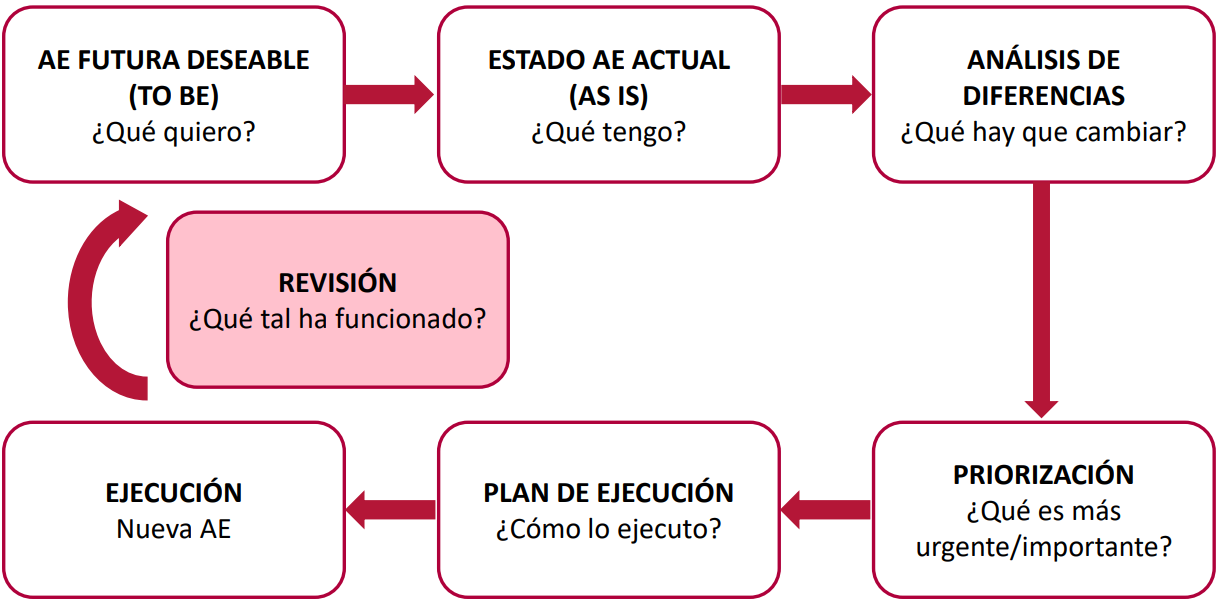 AE FUTURA DESEABLE
(TO BE)
¿Qué quiero?
ESTADO AE ACTUAL
(AS IS)
¿Qué tengo?
ANÁLISIS DE
DIFERENCIAS
¿Qué hay que cambiar?
REVISIÓN
¿Qué tal ha funcionado?
PRIORIZACIÓN
¿Qué es más
urgente/importante?
PLAN DE EJECUCIÓN
¿Cómo lo ejecuto?
EJECUCIÓN
Nueva AE